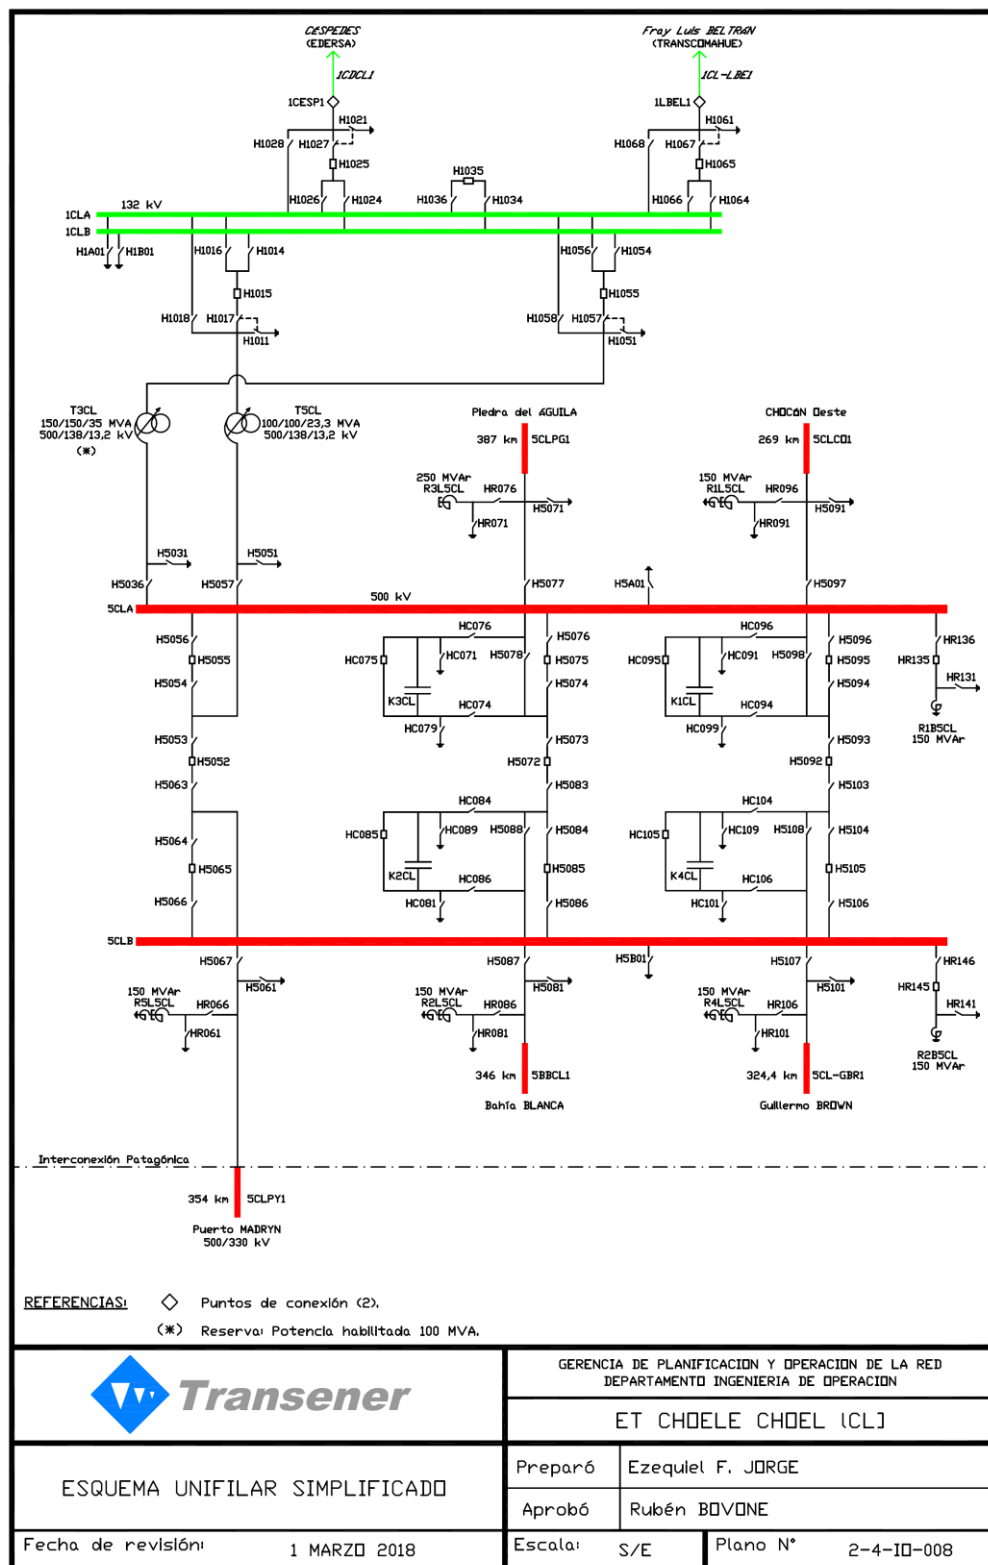 CéSPEDES
(EDERSA)
Fray Luis BELTRAN
(TRANSCOMAHUE)
1CDCL1
1CL-LBE1
1CESP1
1LBEL1
H1021
H1061
H1028
H1027
H1068
H1067
H1025
H1035
H1065
H1026
H1024
H1036
H1034
H1066
H1064
132 kV
1CLA
1CLB
H1A01
H1B01
H1016
H1014
H1056
H1054
H1015
H1055
H1018
H1017
H1058
H1057
H1011
H1051
T3CL
150/150/35 MVA
500/138/13,2 kV
(*)
T5CL
100/100/23,3 MVA
500/138/13,2 kV
Piedra del áGUILA
CHOCóN Oeste
387 km
5CLPG1
269 km
5CLCO1
250 MVAr
R3L5CL
HR076
H5071
HR071
150 MVAr
R1L5CL
HR096
H5091
HR091
H5031
H5051
H5036
H5057
H5077
H5A01
H5097
500 kV
5CLA
H5056
H5055
H5054
HC076
HC075
HC071
H5078
H5076
H5075
H5074
K3CL
HC074
HC079
HC096
HC095
HC091
H5098
H5096
H5095
H5094
K1CL
HC094
HC099
HR136
HR135
HR131
R1B5CL
150 MVAr
H5053
H5052
H5063
H5073
H5072
H5083
H5093
H5092
H5103
H5064
H5065
H5066
HC084
HC085
HC089
H5088
H5084
H5085
H5086
K2CL
HC086
HC081
HC104
HC105
HC109
H5108
H5104
H5105
H5106
K4CL
HC106
HC101
5CLB
H5067
H5087
H5B01
H5107
HR146
H5061
H5081
H5101
HR145
HR141
150 MVAr
R5L5CL
HR066
HR061
150 MVAr
R2L5CL
HR086
HR081
150 MVAr
R4L5CL
HR106
HR101
R2B5CL
150 MVAr
346 km
5BBCL1
324,4 km
5CL-GBR1
Bahía BLANCA
Guillermo BROWN
Interconexión Patagónica
354 km
5CLPY1
Puerto MADRYN
500/330 kV
REFERENCIAS:
Puntos de conexión (2).
(*) Reserva: Potencia habilitada 100 MVA.
Transener
GERENCIA DE PLANIFICACION Y OPERACION DE LA RED
DEPARTAMENTO INGENIERIA DE OPERACION
ET CHOELE CHOEL [CL]
ESQUEMA UNIFILAR SIMPLIFICADO
Preparó Ezequiel F. JORGE
Aprobó Rubén BOVONE
Fecha de revisión: 1 MARZO 2018
Escala: S/E
Plano N° 2-4-IO-008